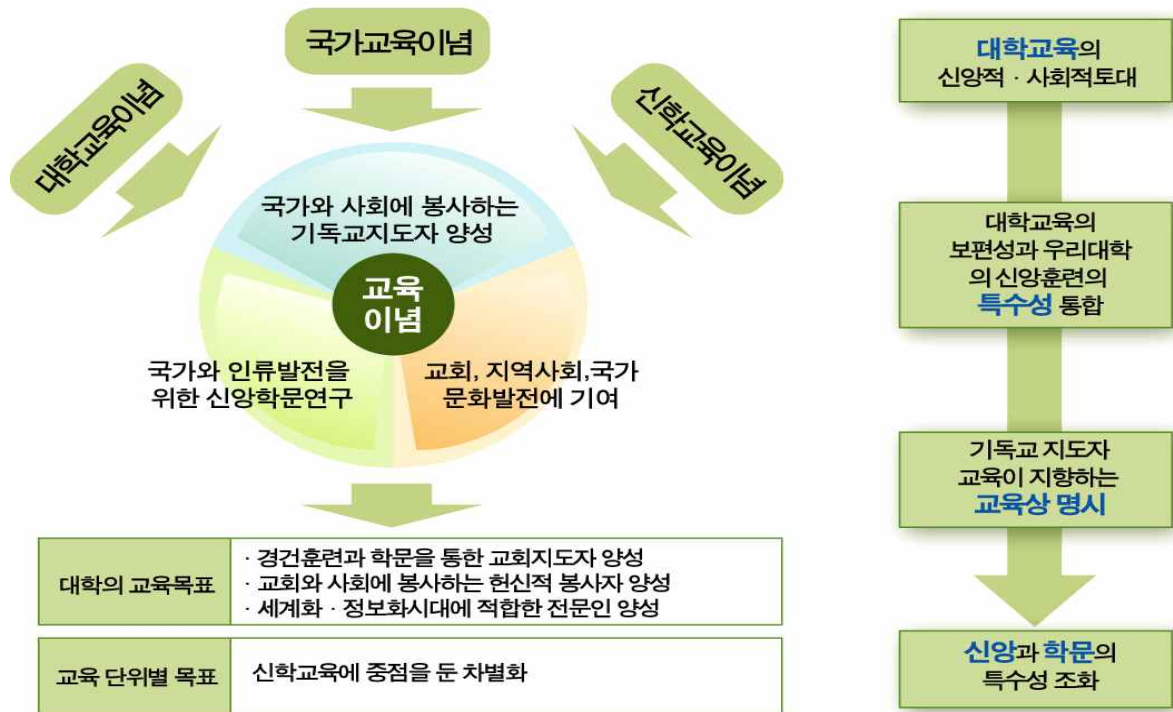 국가교육이념
대학교육이념
신학교육이념
국가와 사회에 봉사하는
기독교지도자 양성
교육
이념
국가와 인류발전을
위한 신앙학문연구
교회, 지역사회,국가
문화발전에 기여
대학의 교육목표
· 경건훈련과 학문을 통한 교회지도자 양성
· 교회와 사회에 봉사하는 헌신적 봉사자 양성
· 세계화 · 정보화시대에 적합한 전문인 양성
교육 단위별 목표
신학교육에 중점을 둔 차별화
대학교육의
신앙적 · 사회적토대
대학교육의
보편성과 우리대학
의 신앙훈련의
특수성 통합
기독교 지도자
교육이 지향하는
교육상 명시
신앙과 학문의
특수성 조화